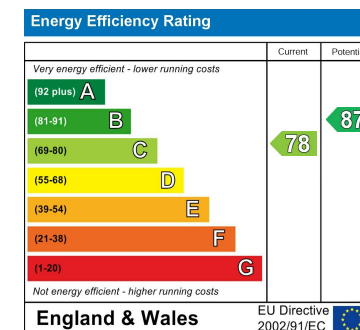 Energy Efficiency Rating
Current Potenti
Very energy efficient - lower running costs
(92 plus) A
(81-91) B
87
(69-80) C
78
(55-68) D
(39-54) E
(21-38) F
(1-20) G
Not energy efficient - higher running costs
England & Wales
EU Directive
2002/91/EC